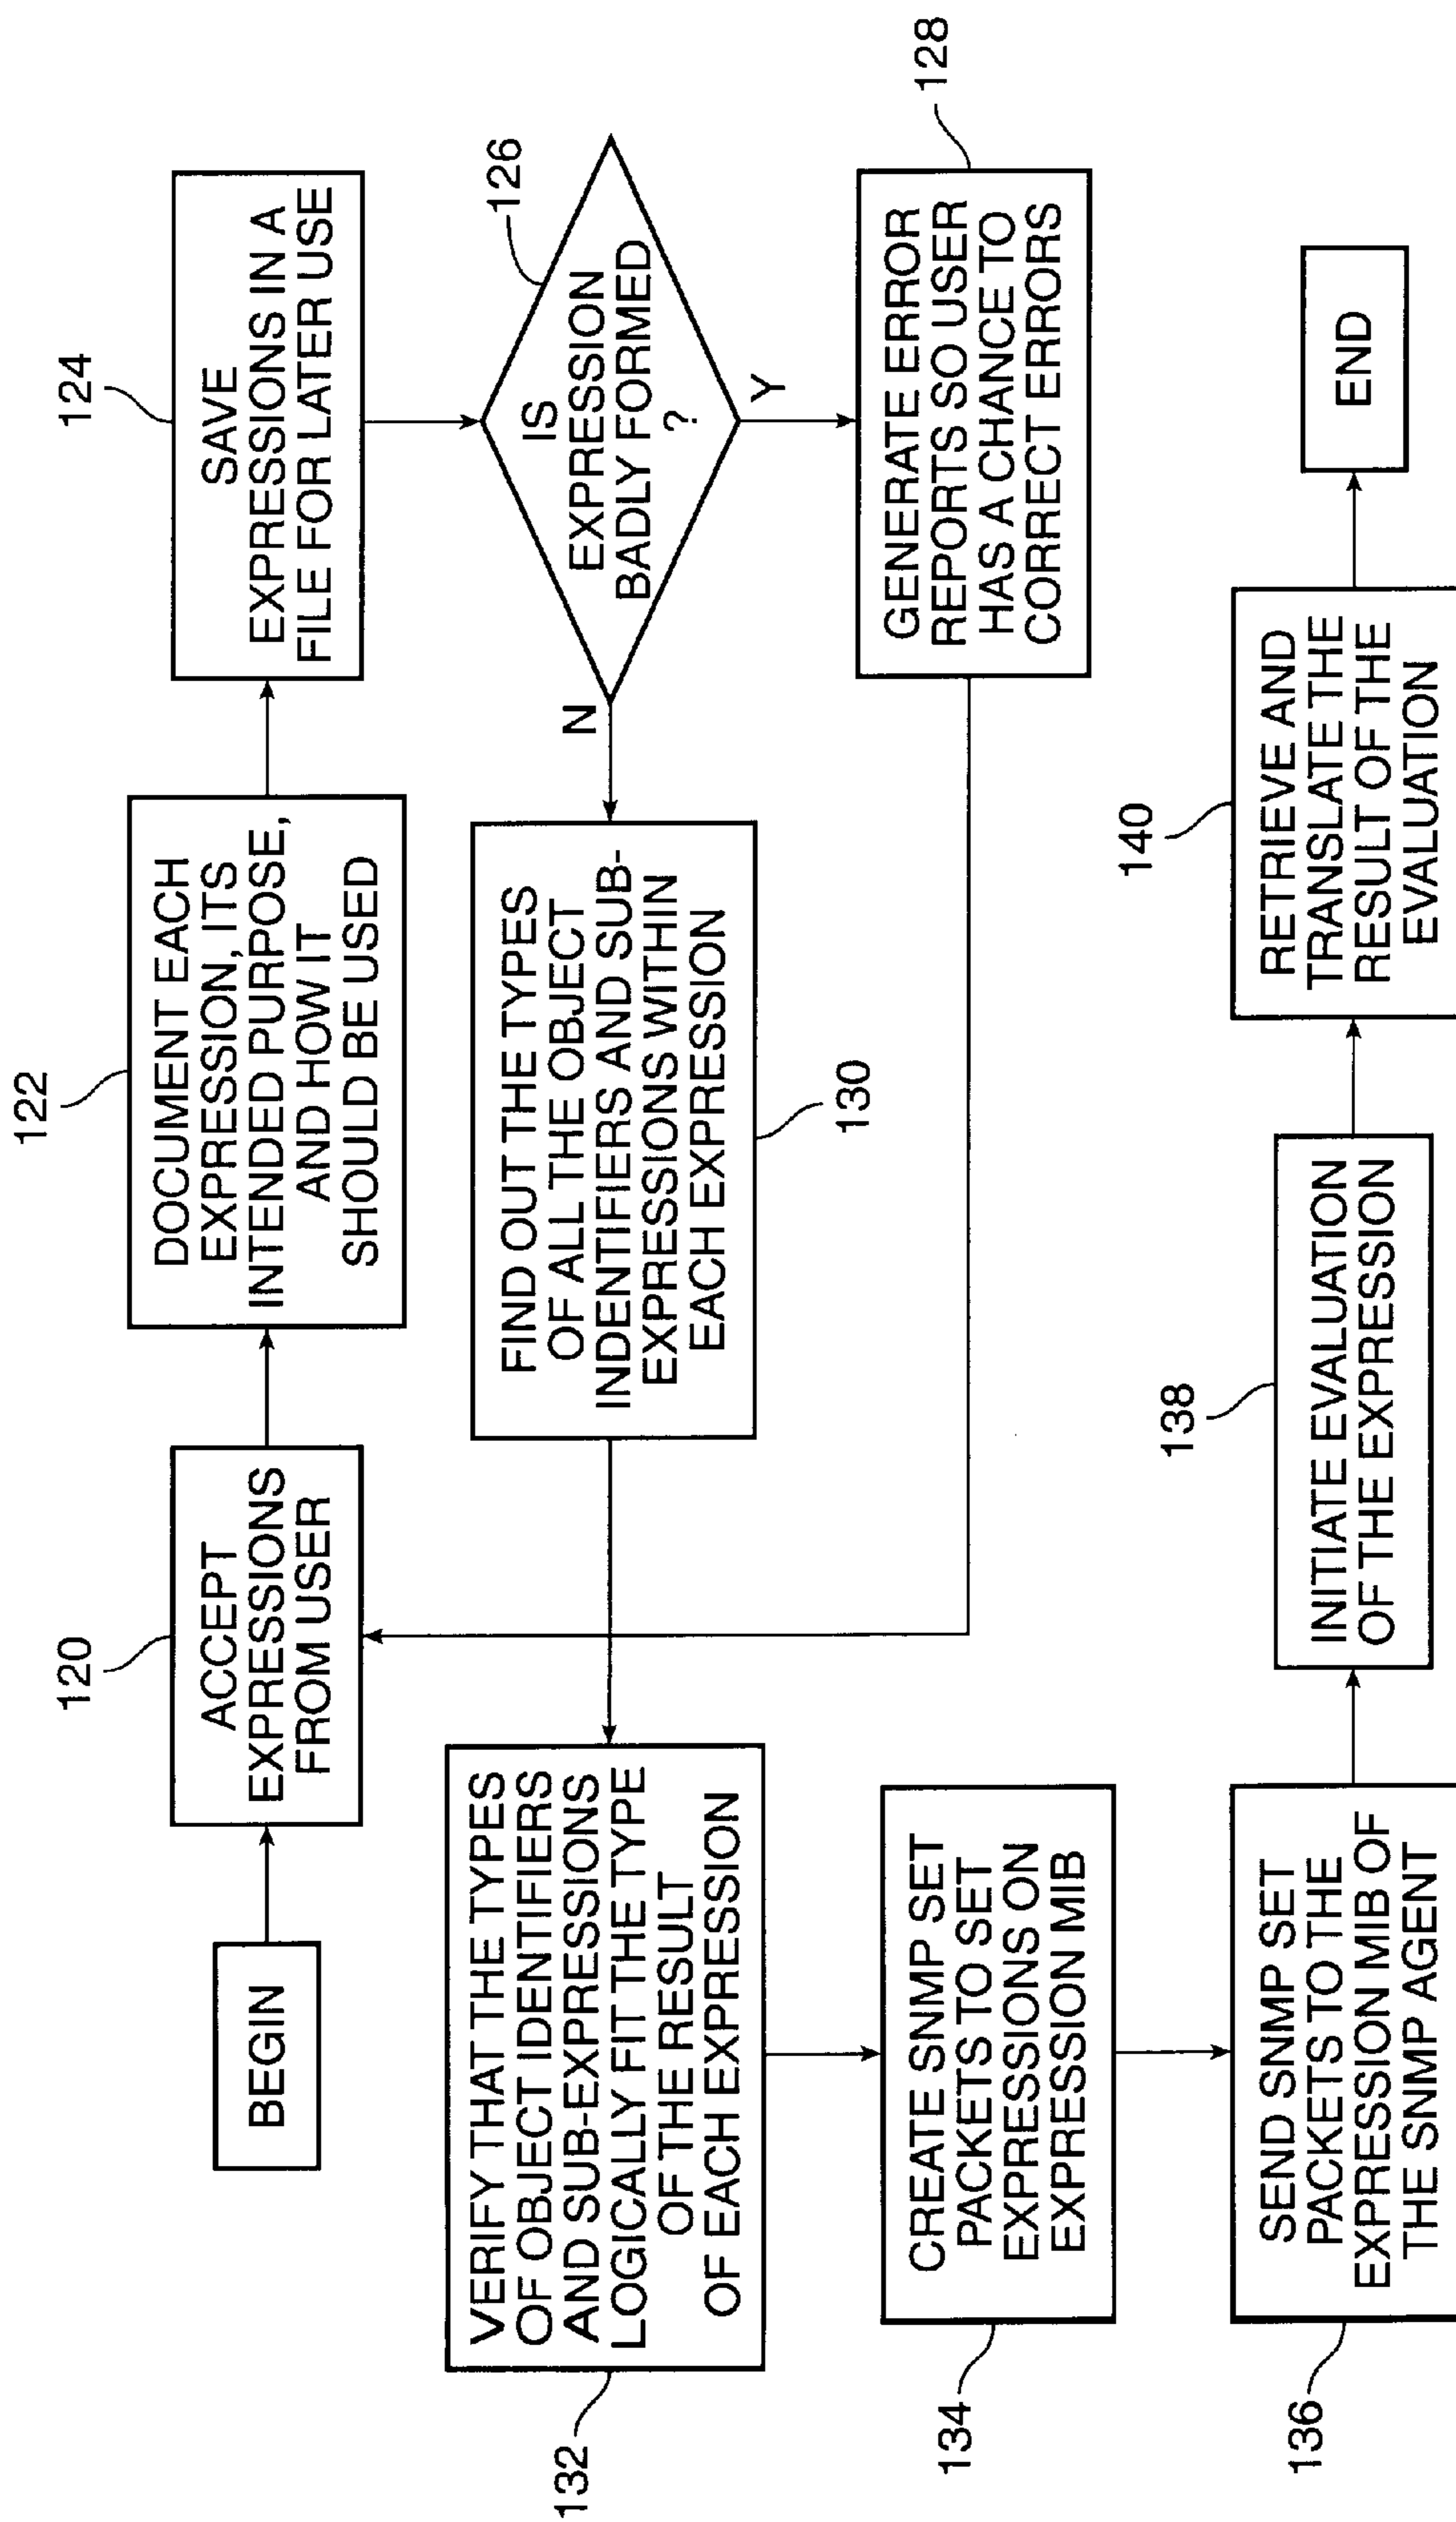 BEGIN
120
ACCEPT
EXPRESSIONS
FROM USER
122
DOCUMENT EACH
EXPRESSION, ITS
INTENDED PURPOSE,
AND HOW IT
SHOULD BE USED
124
SAVE
EXPRESSIONS IN A
FILE FOR LATER USE
126
IS
EXPRESSION
BADLY FORMED
?
N
Y
128
GENERATE ERROR
REPORTS SO USER
HAS A CHANCE TO
CORRECT ERRORS
FIND OUT THE TYPES
OF ALL THE OBJECT
INDENTIFIERS AND SUB-
EXPRESSIONS WITHIN
EACH EXPRESSION
130
VERIFY THAT THE TYPES
OF OBJECT IDENTIFIERS
AND SUB-EXPRESSIONS
LOGICALLY FIT THE TYPE
OF THE RESULT
OF EACH EXPRESSION
132
CREATE SNMP SET
PACKETS TO SET
EXPRESSIONS ON
EXPRESSION MIB
134
SEND SNMP SET
PACKETS TO THE
EXPRESSION MIB OF
THE SNMP AGENT
136
138
INITIATE EVALUATION
OF THE EXPRESSION
140
RETRIEVE AND
TRANSLATE THE
RESULT OF THE
EVALUATION
END